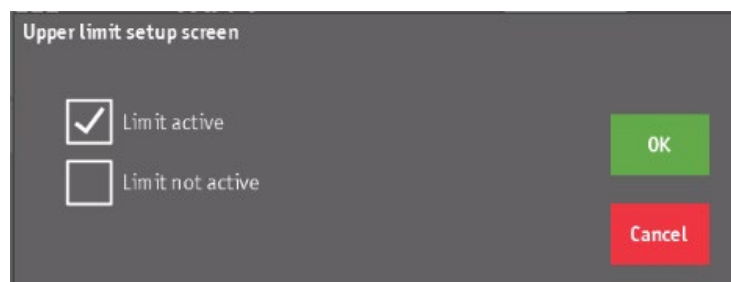 Upper limit setup screen
Limit active
OK
Limit not active
Cancel